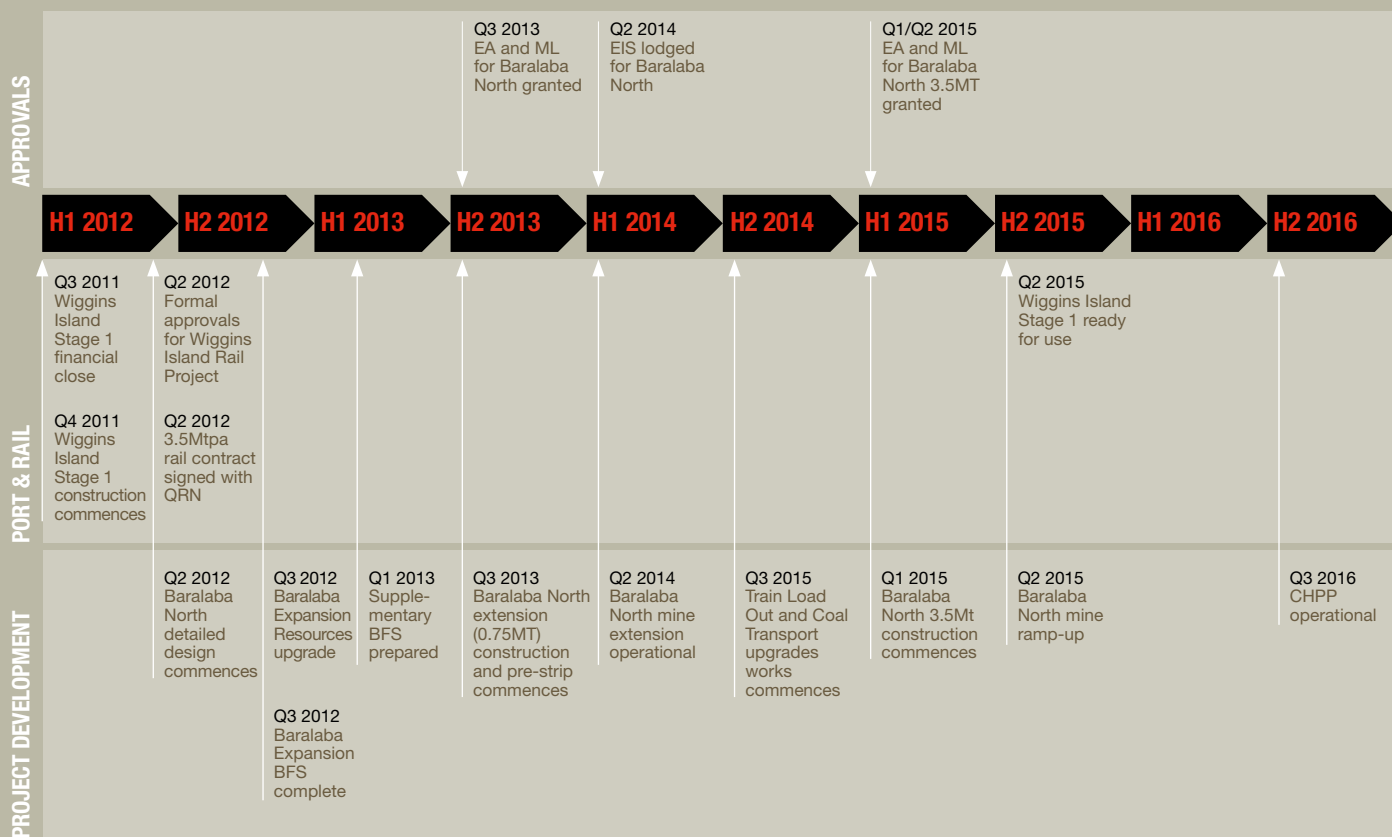 APPROVALS
Q3 2013
EA and ML
for Baralaba
North granted
Q2 2014
EIS lodged
for Baralaba
North
Q1/Q2 2015
EA and ML
for Baralaba
North 3.5MT
granted
H1 2012
H2 2012
H1 2013
H2 2013
H1 2014
H2 2014
H1 2015
H2 2015
H1 2016
H2 2016
PORT & RAIL
Q3 2011
Wiggins
Island
Stage 1
financial
close
Q4 2011
Wiggins
Island
Stage 1
construction
commences
Q2 2012
Formal
approvals
for Wiggins
Island Rail
Project
Q2 2012
3.5Mtpa
rail contract
signed with
QRN
Q2 2015
Wiggins Island
Stage 1 ready
for use
PROJECT DEVELOPMENT
Q2 2012
Baralaba
North
detailed
design
commences
Q3 2012
Baralaba
Expansion
Resources
upgrade
Q3 2012
Baralaba
Expansion
BFS
complete
Q1 2013
Supple-
mentary
BFS
prepared
Q3 2013
Baralaba North
extension
(0.75MT)
construction
and pre-strip
commences
Q2 2014
Baralaba
North mine
extension
operational
Q3 2015
Train Load
Out and Coal
Transport
upgrades
works
commences
Q1 2015
Baralaba
North 3.5Mt
construction
commences
Q2 2015
Baralaba
North mine
ramp-up
Q3 2016
CHPP
operational